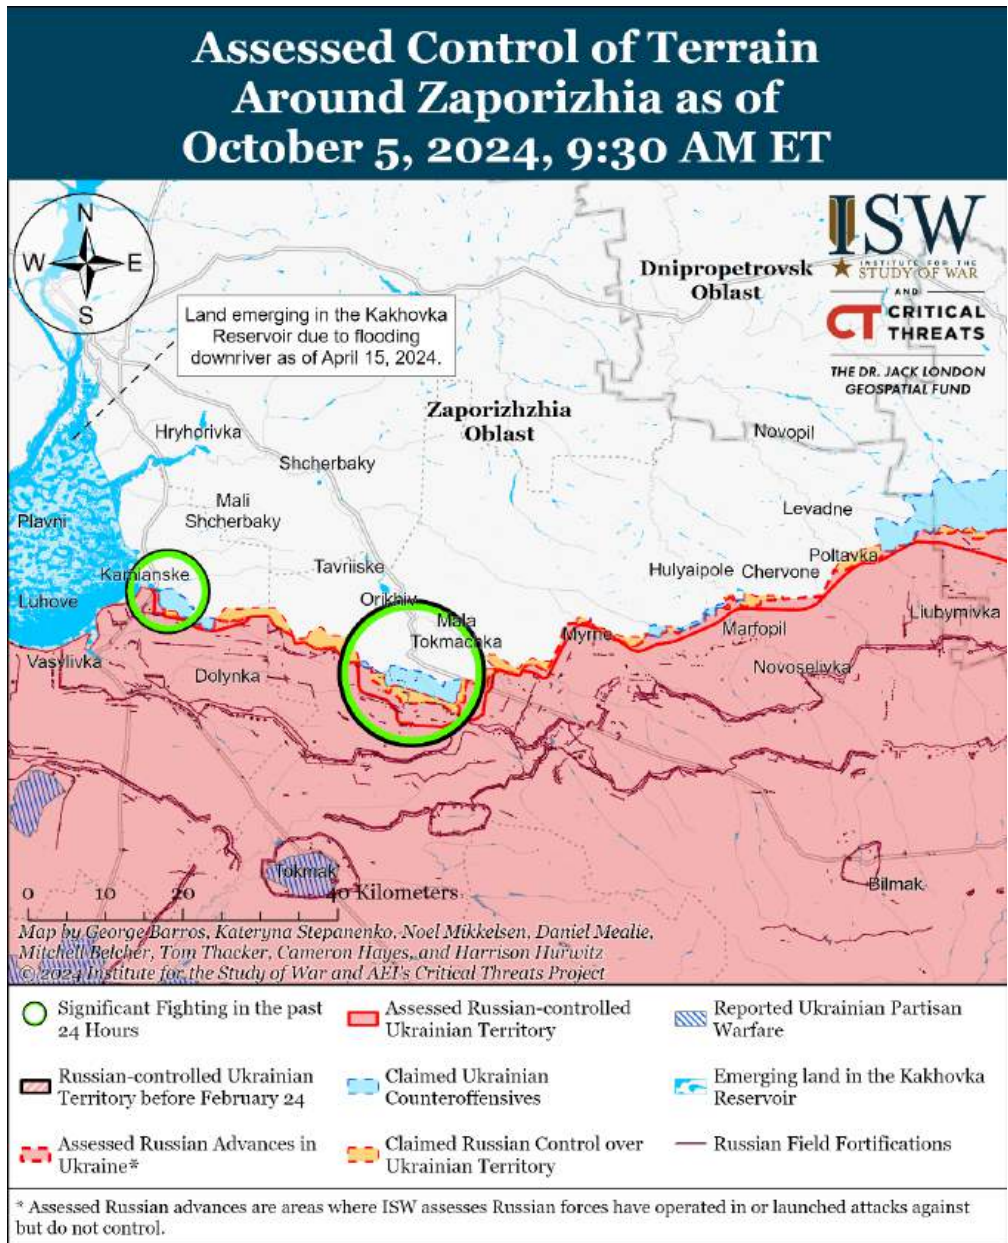 Assessed Control of Terrain
Around Zaporizhia as of
October 5, 2024, 9:30 AM ET
N
W
E
S
ISW
INSTITUTE FOR THE
STUDY OF WAR
AND
CT CRITICAL
THREATS
THE DR. JACK LONDON
GEOSPATIAL FUND
Dnipropetrovsk
Oblast
Land emerging in the Kakhovka
Reservoir due to flooding
downriver as of April 15, 2024.
Zaporizhzhia
Oblast
Hryhorivka
Novopil
Shcherbaky
Mali
Shcherbaky
Levadne
Plavni
Poltavka
Tavriiske
Hulyaipole
Chervone
Kamianske
Orikhiv
Luhove
Mala
Tokmachka
Liubymivka
Myrne
Marfopil
Vasylivka
Dolynka
Novoselivka
Tokmak
Bilmak
0 10 20 40 Kilometers
Map by George Barros, Kateryna Stepanenko, Noel Mikkelsen, Daniel Mealie,
Mitchell Belcher, Tom Thacker, Cameron Hayes, and Harrison Hurwitz
© 2024 Institute for the Study of War and AEI's Critical Threats Project
Significant Fighting in the past
24 Hours
Assessed Russian-controlled
Ukrainian Territory
Reported Ukrainian Partisan
Warfare
Russian-controlled Ukrainian
Territory before February 24
Claimed Ukrainian
Counteroffensives
Emerging land in the Kakhovka
Reservoir
Assessed Russian Advances in
Ukraine*
Claimed Russian Control over
Ukrainian Territory
Russian Field Fortifications
* Assessed Russian advances are areas where ISW assesses Russian forces have operated in or launched attacks against
but do not control.